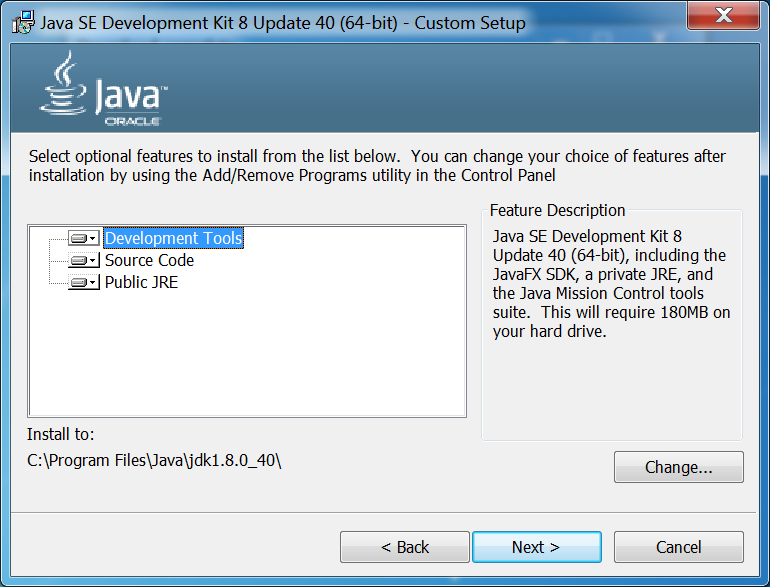 Java SE Development Kit 8 Update 40 (64-bit) - Custom Setup
Java™
ORACLE
Select optional features to install from the list below.  You can change your choice of features after
installation by using the Add/Remove Programs utility in the Control Panel
Development Tools
Source Code
Public JRE
Feature Description
Java SE Development Kit 8
Update 40 (64-bit), including the
JavaFX SDK, a private JRE, and
the Java Mission Control tools
suite.  This will require 180MB on
your hard drive.
Install to:
C:\Program Files\Java\jdk1.8.0_40\
Change...
< Back
Next >
Cancel